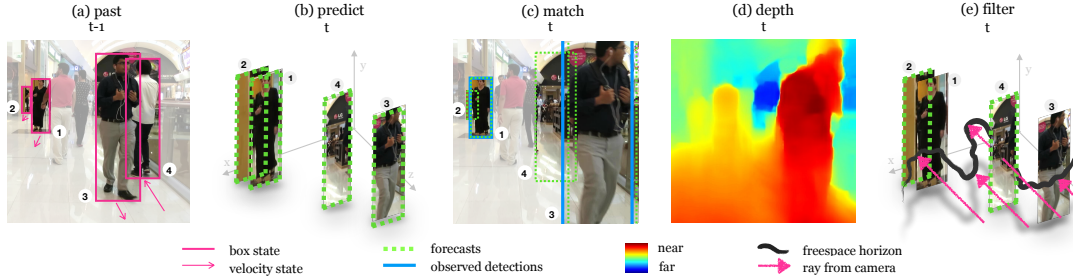 (a) past
t-1
(b) predict
t
(c) match
t
(d) depth
t
(e) filter
t
2
1
3
4
2
1
4
3
y
x
z
2
1
4
3
2
1
4
3
y
x
box state
velocity state
forecasts
observed detections
near
far
freespace horizon
ray from camera